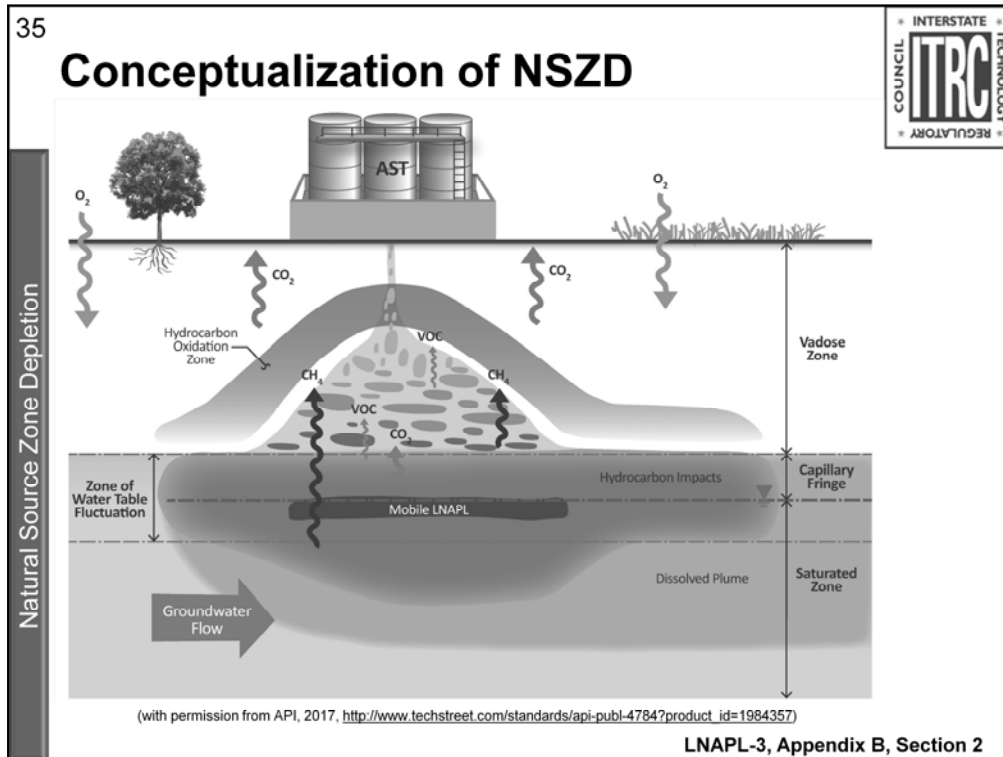 35
Conceptualization of NSZD
★ INTERSTATE ★
TECHNOLOGY
★ REGULATORY ★
COUNCIL
ITRC
Natural Source Zone Depletion
AST
O₂
O₂
CO₂
CO₂
Hydrocarbon
Oxidation
Zone
VOC
CH₄
CH₄
VOC
CO₂
Vadose
Zone
Zone of
Water Table
Fluctuation
Hydrocarbon Impacts
Capillary
Fringe
Mobile LNAPL
Dissolved Plume
Saturated
Zone
Groundwater
Flow
(with permission from API, 2017, http://www.techstreet.com/standards/api-publ-4784?product_id=1984357)
LNAPL-3, Appendix B, Section 2